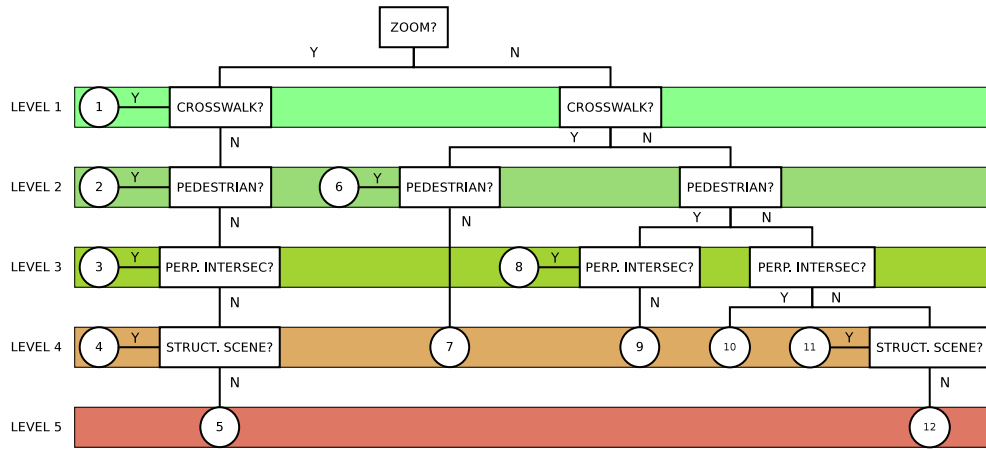 ZOOM?
Y N
LEVEL 1 1 Y CROSSWALK? CROSSWALK?
N Y N
LEVEL 2 2 Y PEDESTRIAN? 6 Y PEDESTRIAN? PEDESTRIAN?
N N Y N
LEVEL 3 3 Y PERP. INTERSEC? 8 Y PERP. INTERSEC? PERP. INTERSEC?
N N Y N
LEVEL 4 4 Y STRUCT. SCENE? 7 9 10 11 Y STRUCT. SCENE?
N N
LEVEL 5 5 12